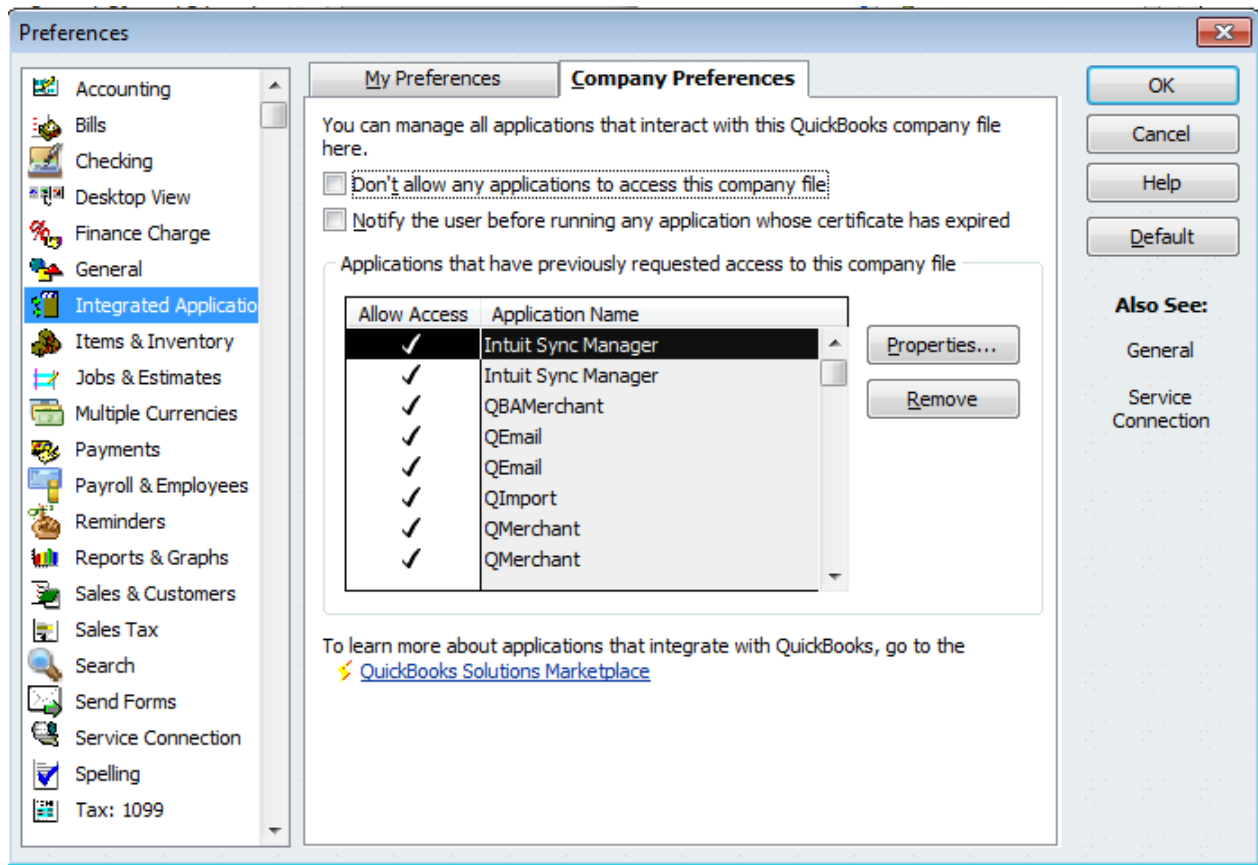 Preferences
Accounting
Bills
Checking
Desktop View
Finance Charge
General
Integrated Applicatio
Items & Inventory
Jobs & Estimates
Multiple Currencies
Payments
Payroll & Employees
Reminders
Reports & Graphs
Sales & Customers
Sales Tax
Search
Send Forms
Service Connection
Spelling
Tax: 1099
My Preferences
Company Preferences
You can manage all applications that interact with this QuickBooks company file
here.
Don't allow any applications to access this company file
Notify the user before running any application whose certificate has expired
Applications that have previously requested access to this company file
Allow Access Application Name
Intuit Sync Manager
Intuit Sync Manager
QBAMerchant
QEmail
QEmail
QImport
QMerchant
QMerchant
Properties...
Remove
To learn more about applications that integrate with QuickBooks, go to the
QuickBooks Solutions Marketplace
OK
Cancel
Help
Default
Also See:
General
Service
Connection